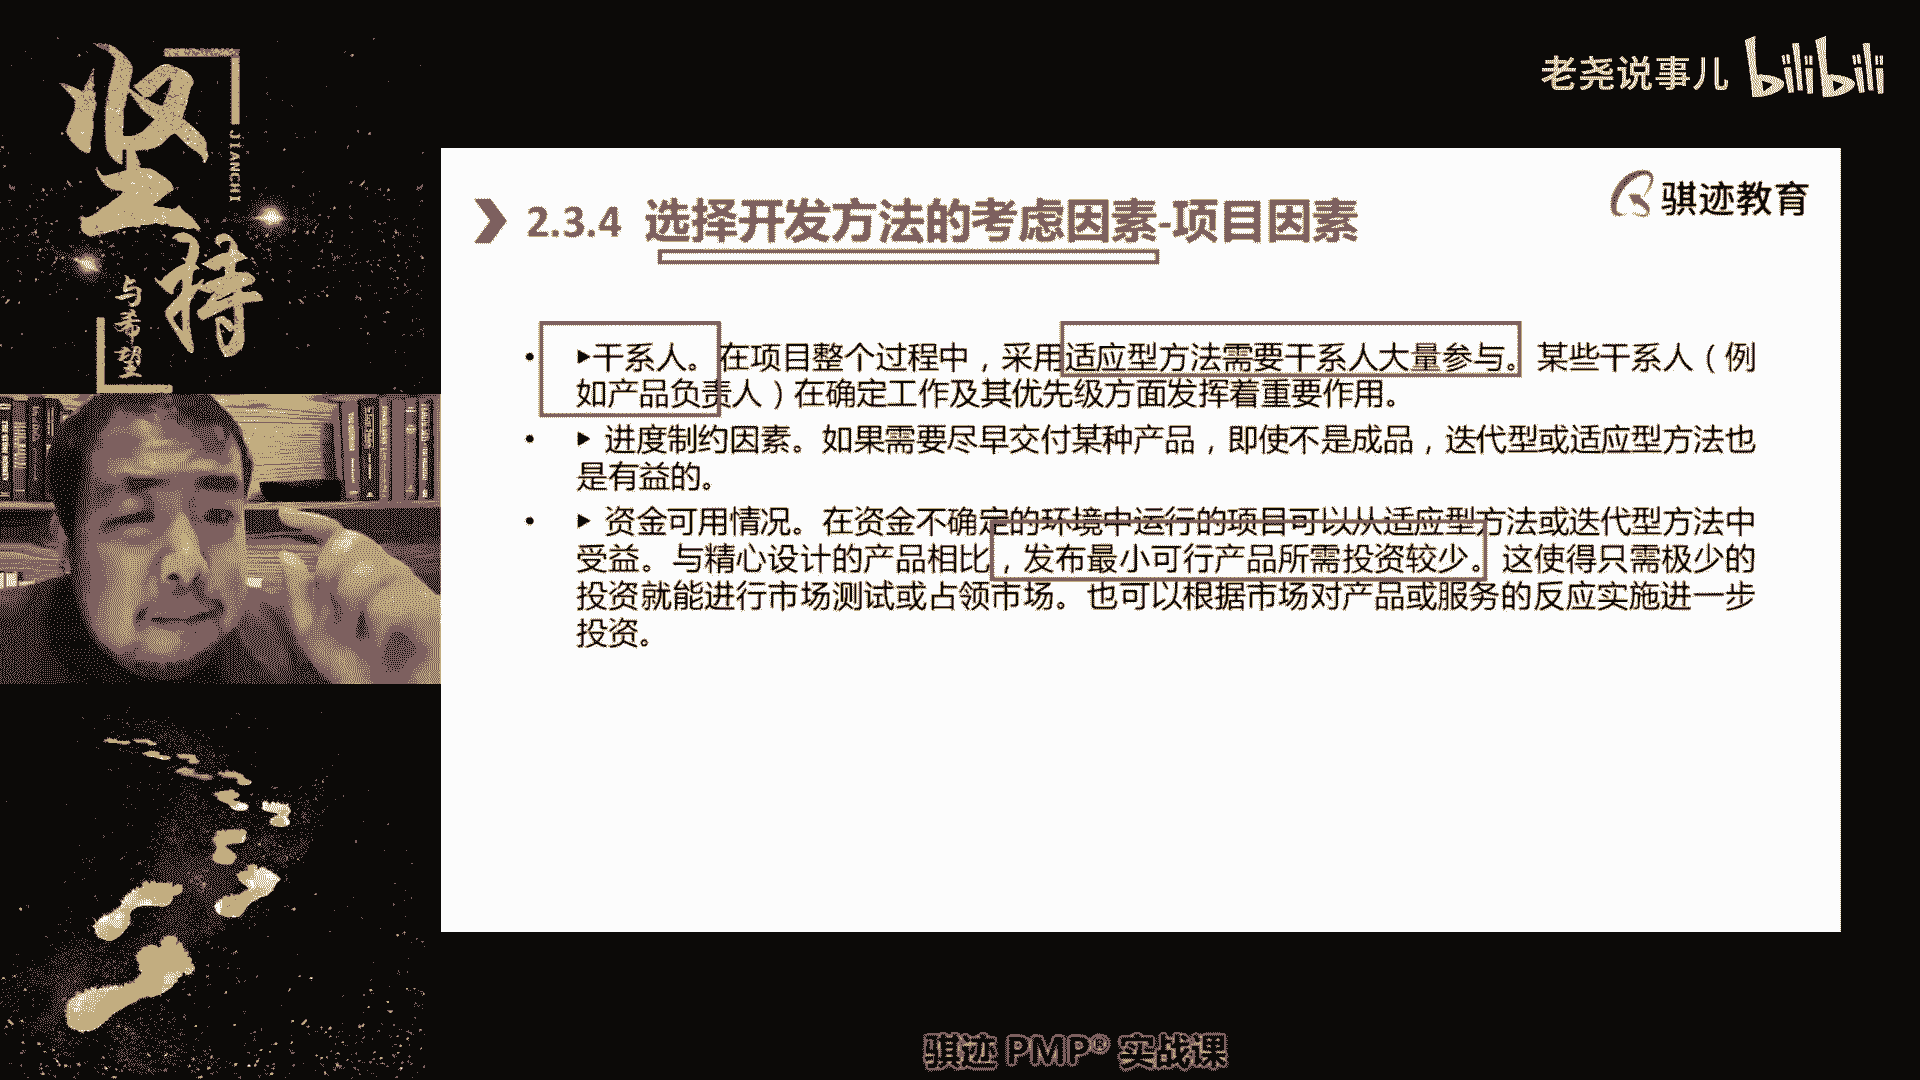 坚持
JIANCHI
与希望
老尧说事儿 bilibili
骐迹教育
2.3.4 选择开发方法的考虑因素-项目因素
• ▶干系人。在项目整个过程中，采用适应型方法需要干系人大量参与。某些干系人（例
如产品负责人）在确定工作及其优先级方面发挥着重要作用。
• ▶ 进度制约因素。如果需要尽早交付某种产品，即使不是成品，迭代型或适应型方法也
是有益的。
• ▶ 资金可用情况。在资金不确定的环境中运行的项目可以从适应型方法或迭代型方法中
受益。与精心设计的产品相比，发布最小可行产品所需投资较少。这使得只需极少的
投资就能进行市场测试或占领市场。也可以根据市场对产品或服务的反应实施进一步
投资。
骐迹 PMP® 实战课